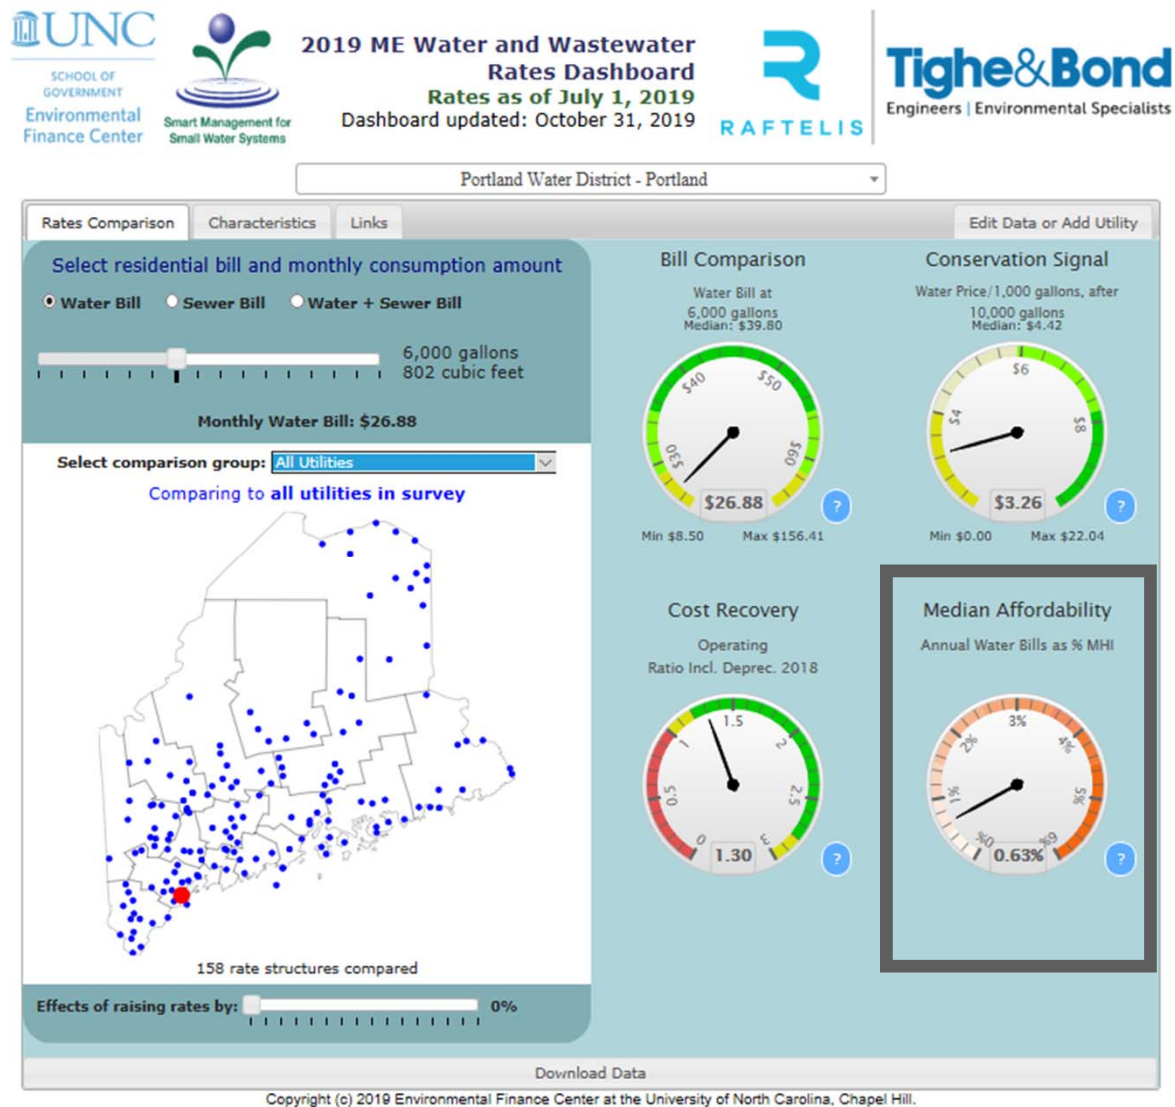 UNC
SCHOOL OF
GOVERNMENT
Environmental
Finance Center
Smart Management for
Small Water Systems
2019 ME Water and Wastewater
Rates Dashboard
Rates as of July 1, 2019
Dashboard updated: October 31, 2019
RAFTELIS
Tighe&Bond
Engineers | Environmental Specialists
Portland Water District - Portland
Rates Comparison
Characteristics
Links
Edit Data or Add Utility
Select residential bill and monthly consumption amount
Water Bill
Sewer Bill
Water + Sewer Bill
6,000 gallons
802 cubic feet
Monthly Water Bill: $26.88
Select comparison group: All Utilities
Comparing to all utilities in survey
158 rate structures compared
Effects of raising rates by:
0%
Bill Comparison
Water Bill at
6,000 gallons
Median: $39.80
$30
$40
$50
$60
$26.88
?
Min $8.50
Max $156.41
Conservation Signal
Water Price/1,000 gallons, after
10,000 gallons
Median: $4.42
$4
$6
$8
$3.26
?
Min $0.00
Max $22.04
Cost Recovery
Operating
Ratio Incl. Deprec. 2018
0
0.5
1
1.5
2
2.5
3
1.30
?
Median Affordability
Annual Water Bills as % MHI
0%
1%
2%
3%
4%
5%
6%
0.63%
?
Download Data
Copyright (c) 2019 Environmental Finance Center at the University of North Carolina, Chapel Hill.